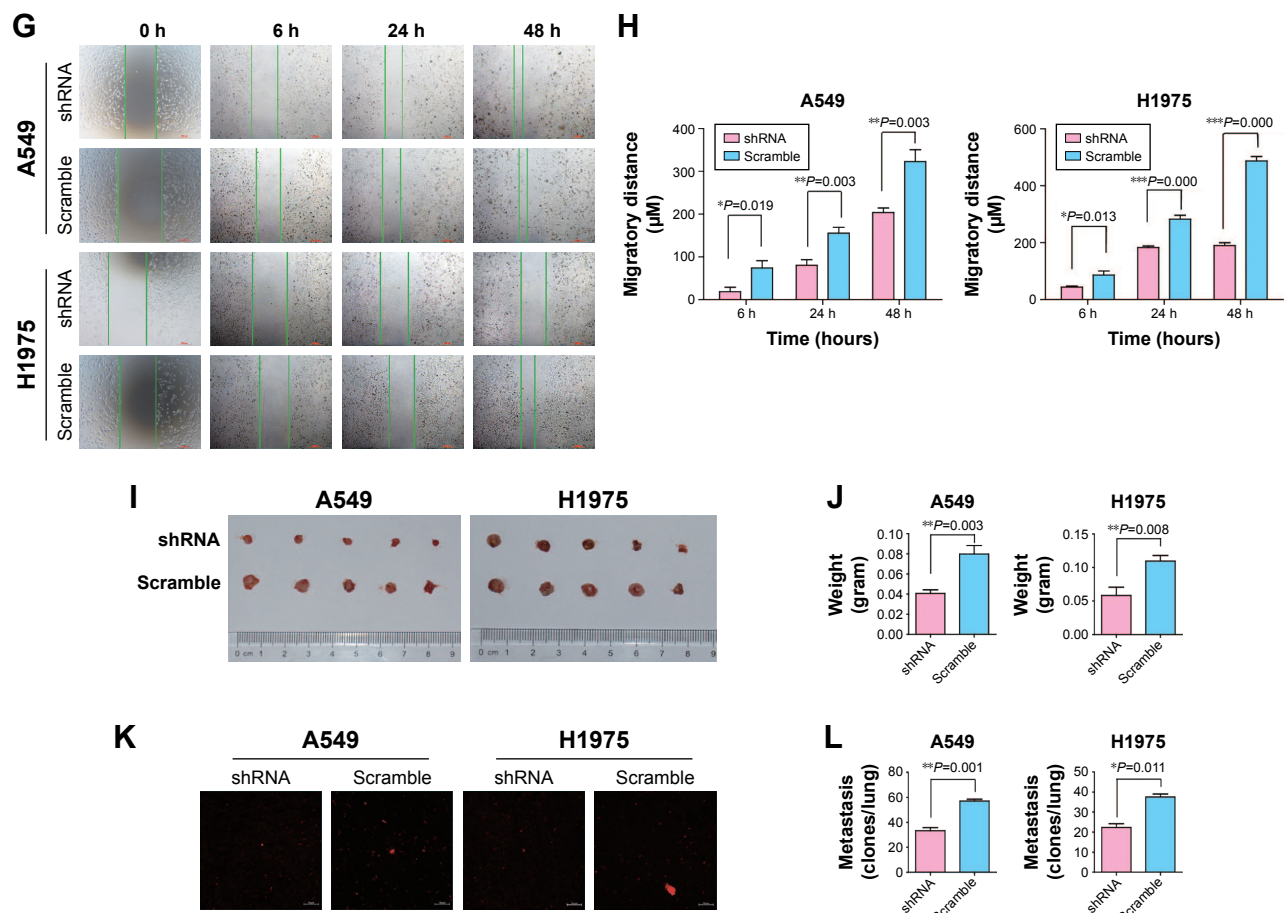 G
0 h 6 h 24 h 48 h
A549
shRNA
Scramble
H1975
shRNA
Scramble
H
A549
Migratory distance
(µM)
400
300
200
100
0
shRNA
Scramble
*P=0.019
**P=0.003
**P=0.003
6 h 24 h 48 h
Time (hours)
H1975
Migratory distance
(µM)
600
400
200
0
shRNA
Scramble
*P=0.013
***P=0.000
***P=0.000
6 h 24 h 48 h
Time (hours)
I
A549 H1975
shRNA
Scramble
0 cm 1 2 3 4 5 6 7 8 9
0 cm 1 2 3 4 5 6 7 8 9
J
A549
**P=0.003
Weight
(gram)
0.10
0.08
0.06
0.04
0.02
0.00
shRNA
Scramble
H1975
**P=0.008
Weight
(gram)
0.15
0.10
0.05
0.00
shRNA
Scramble
K
A549 H1975
shRNA Scramble shRNA Scramble
L
A549
**P=0.001
Metastasis
(clones/lung)
80
60
40
20
0
shRNA
Scramble
H1975
*P=0.011
Metastasis
(clones/lung)
50
40
30
20
10
0
shRNA
Scramble